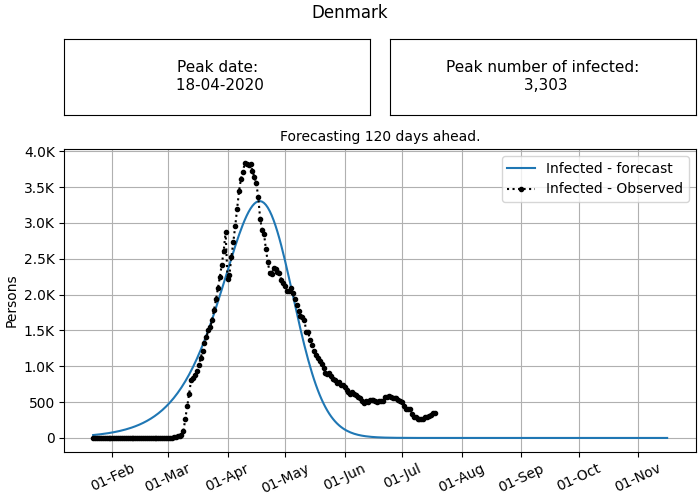 Denmark
Peak date:
18-04-2020
Peak number of infected:
3,303
Forecasting 120 days ahead.
4.0K
3.5K
3.0K
2.5K
2.0K
1.5K
1.0K
500
0
Persons
Infected - forecast
Infected - Observed
01-Feb
01-Mar
01-Apr
01-May
01-Jun
01-Jul
01-Aug
01-Sep
01-Oct
01-Nov